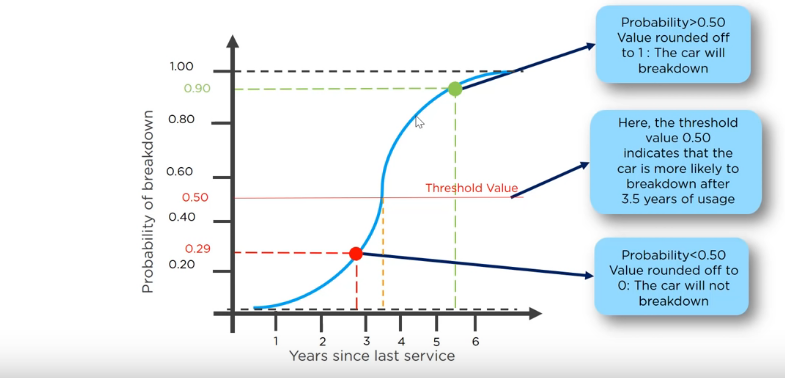 Probability>0.50
Value rounded off
to 1 : The car will
breakdown
1.00
0.90
0.80
0.60
Threshold Value
0.50
0.40
0.29
0.20
Probability of breakdown
Here, the threshold
value 0.50
indicates that the
car is more likely to
breakdown after
3.5 years of usage
Probability<0.50
Value rounded off to
0: The car will not
breakdown
1 2 3 4 5 6
Years since last service